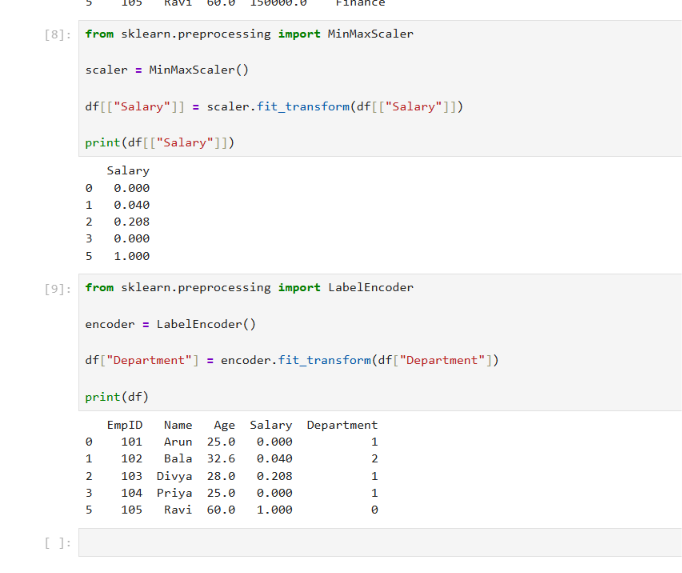 5 105 Ravi 60.0 150000.0 Finance
[8]: from sklearn.preprocessing import MinMaxScaler
scaler = MinMaxScaler()
df[["Salary"]] = scaler.fit_transform(df[["Salary"]])
print(df[["Salary"]])
Salary
0 0.000
1 0.040
2 0.208
3 0.000
5 1.000
[9]: from sklearn.preprocessing import LabelEncoder
encoder = LabelEncoder()
df["Department"] = encoder.fit_transform(df["Department"])
print(df)
EmpID Name Age Salary Department
0 101 Arun 25.0 0.000 1
1 102 Bala 32.6 0.040 2
2 103 Divya 28.0 0.208 1
3 104 Priya 25.0 0.000 1
5 105 Ravi 60.0 1.000 0
[ ]: